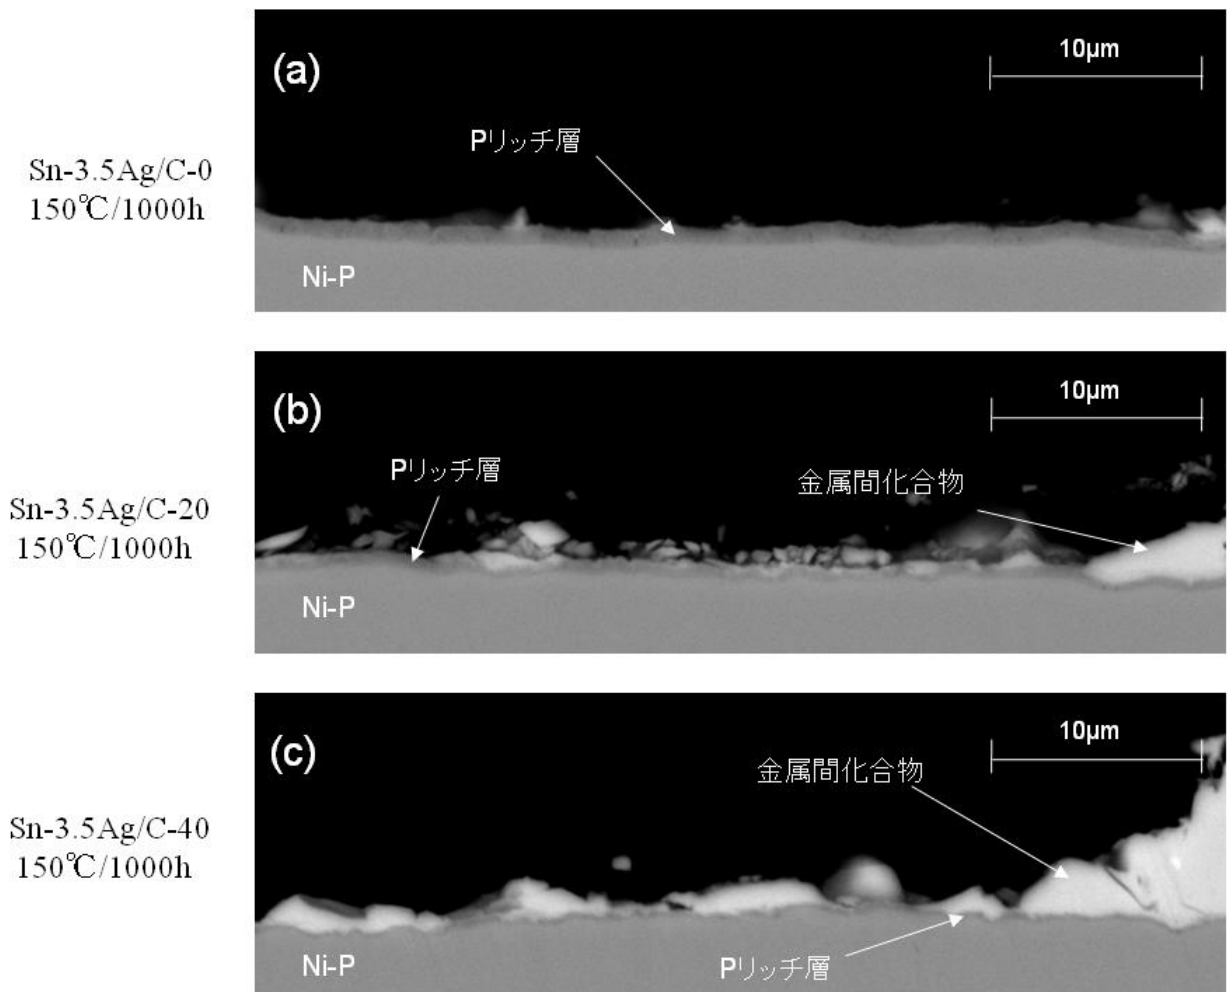 (a)
10μm
Pリッチ層
Sn-3.5Ag/C-0
150℃/1000h
Ni-P
(b)
10μm
Pリッチ層
金属間化合物
Sn-3.5Ag/C-20
150℃/1000h
Ni-P
(c)
10μm
金属間化合物
Sn-3.5Ag/C-40
150℃/1000h
Ni-P
Pリッチ層